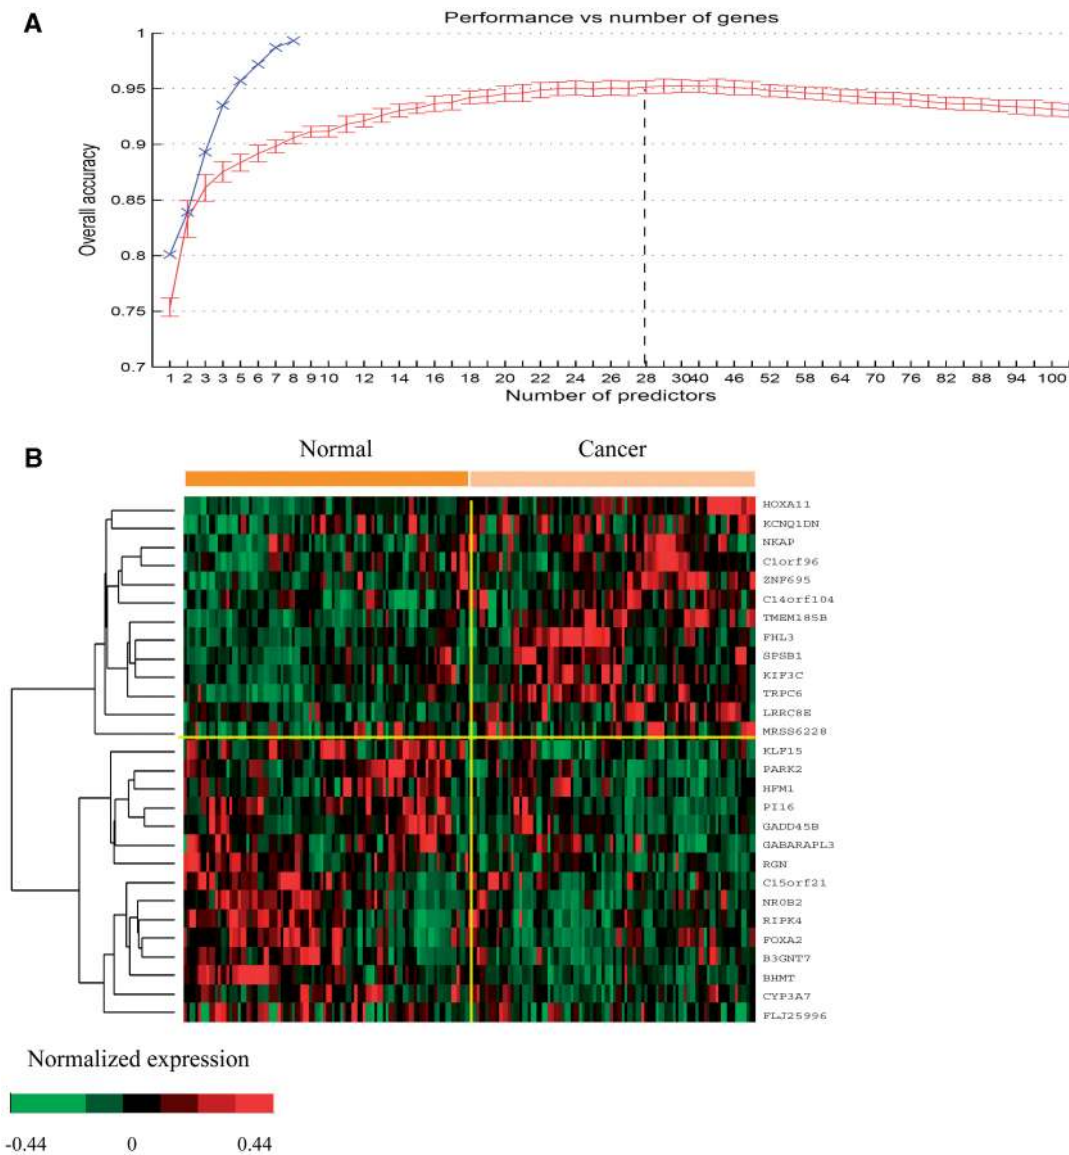 A
Performance vs number of genes
1
0.95
0.9
0.85
0.8
0.75
0.7
Overall accuracy
1 2 3 3 5 6 7 8 9 10 12 14 16 18 20 22 24 26 28 30 40 46 52 58 64 70 76 82 88 94 100
Number of predictors
B
Normal Cancer
HOXA11
KCNQ1DN
NKAP
C1orf96
ZNF695
C14orf104
TMEM185B
FHL3
SPSB1
KIF3C
TRPC6
LRRC8E
MRSS6228
KLF15
PARK2
HFM1
PI16
GADD45B
GABARAPL3
RGN
C15orf21
NR0B2
RIPK4
FOXA2
B3GNT7
BHMT
CYP3A7
FLJ25996
Normalized expression
-0.44 0 0.44